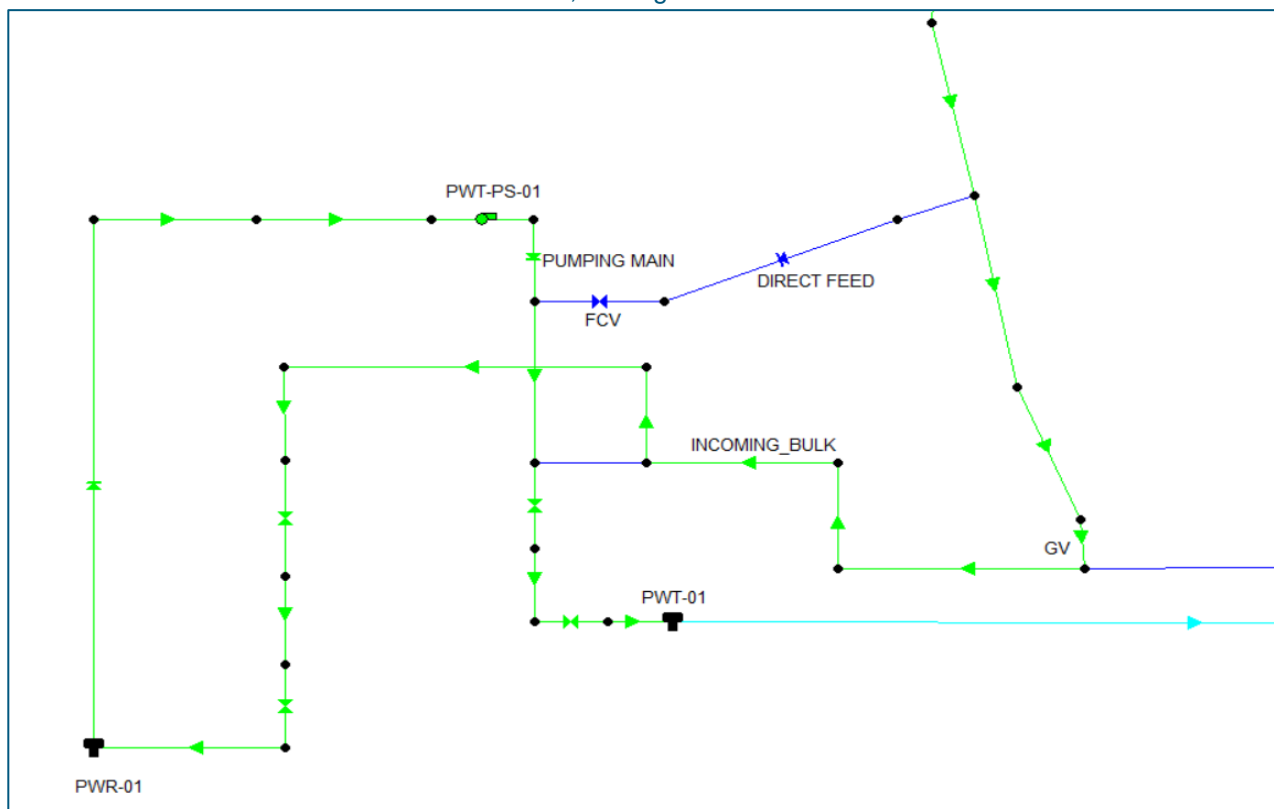 PWT-PS-01
PUMPING MAIN
DIRECT FEED
FCV
INCOMING_BULK
GV
PWT-01
PWR-01